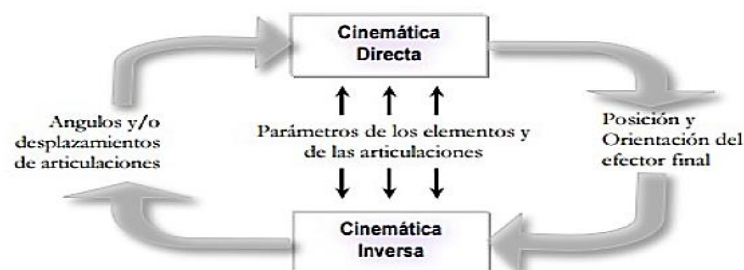 Cinemática
Directa
Angulos y/o
desplazamientos
de articulaciones
Parámetros de los elementos y
de las articulaciones
Posición y
Orientación del
efector final
Cinemática
Inversa